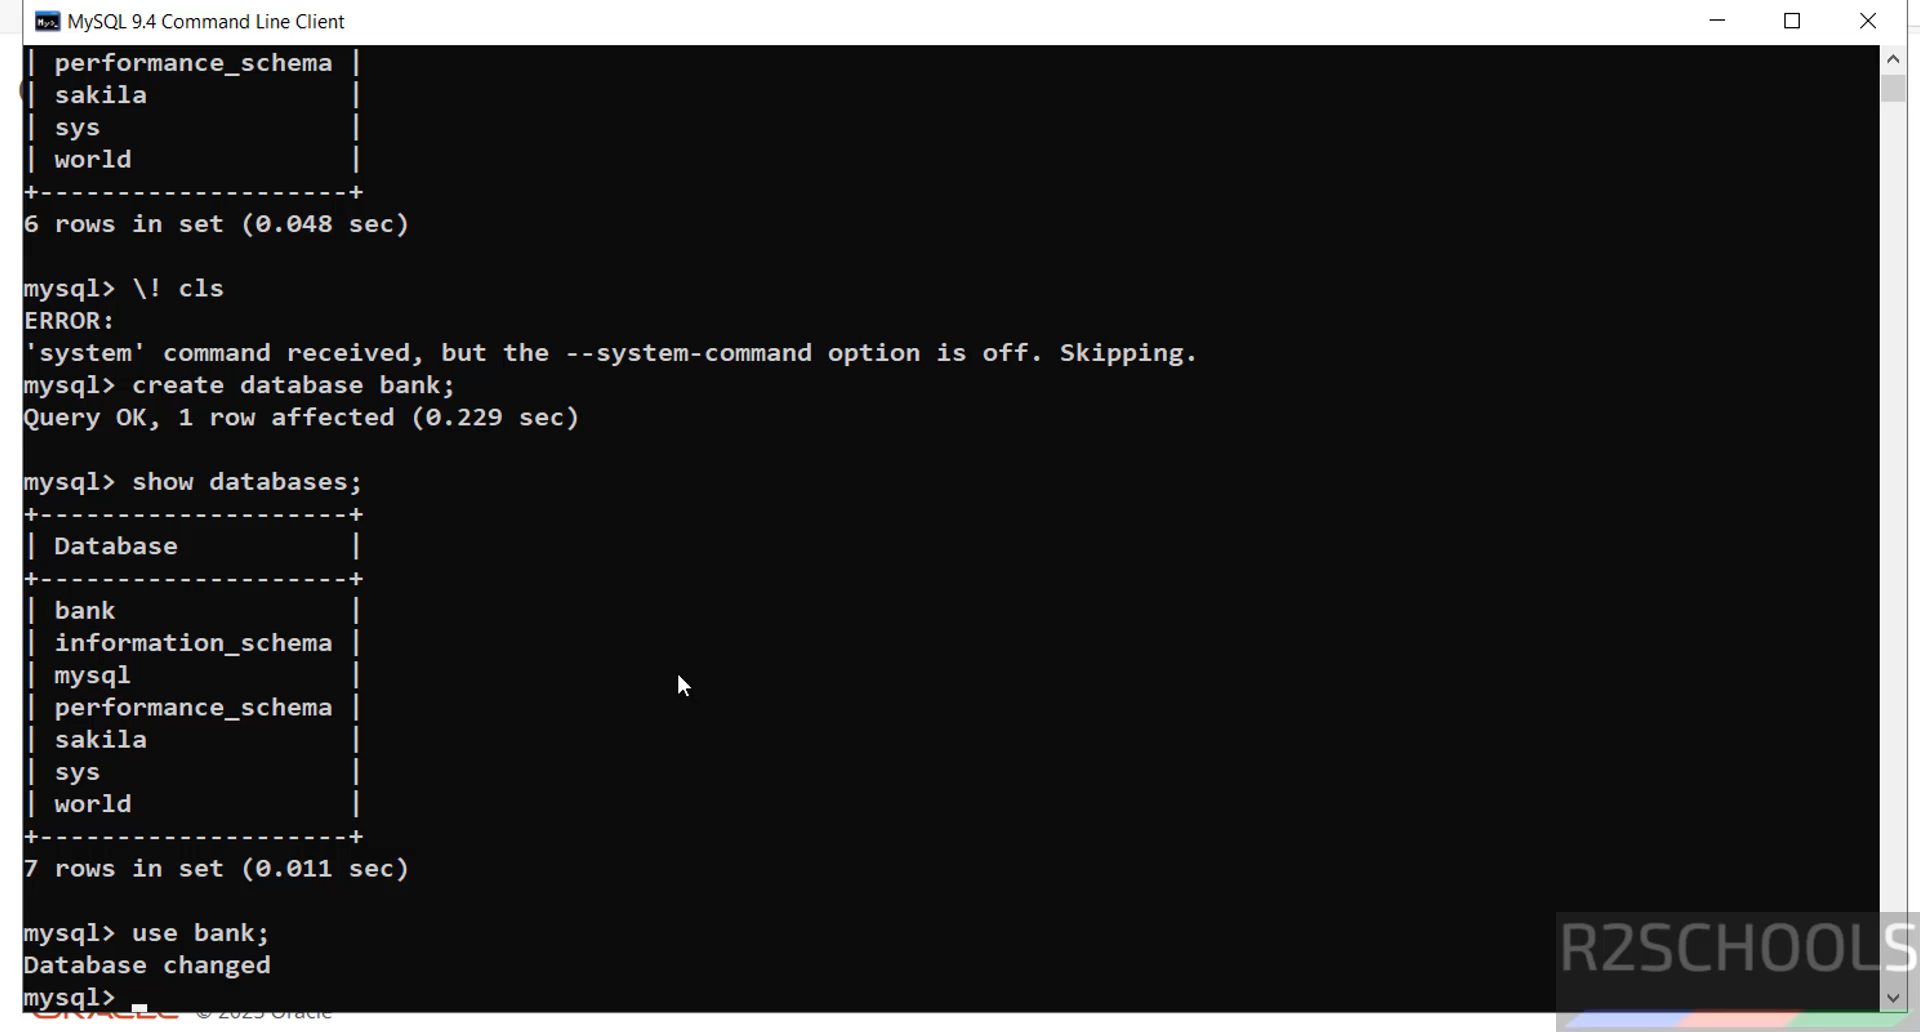 MySQL 9.4 Command Line Client
| performance_schema |
| sakila             |
| sys                |
| world              |
+--------------------+
6 rows in set (0.048 sec)
mysql> \! cls
ERROR:
'system' command received, but the --system-command option is off. Skipping.
mysql> create database bank;
Query OK, 1 row affected (0.229 sec)
mysql> show databases;
+--------------------+
| Database           |
+--------------------+
| bank               |
| information_schema |
| mysql              |
| performance_schema |
| sakila             |
| sys                |
| world              |
+--------------------+
7 rows in set (0.011 sec)
mysql> use bank;
Database changed
mysql> _
R2SCHOOLS
ORACLE © 2025 Oracle